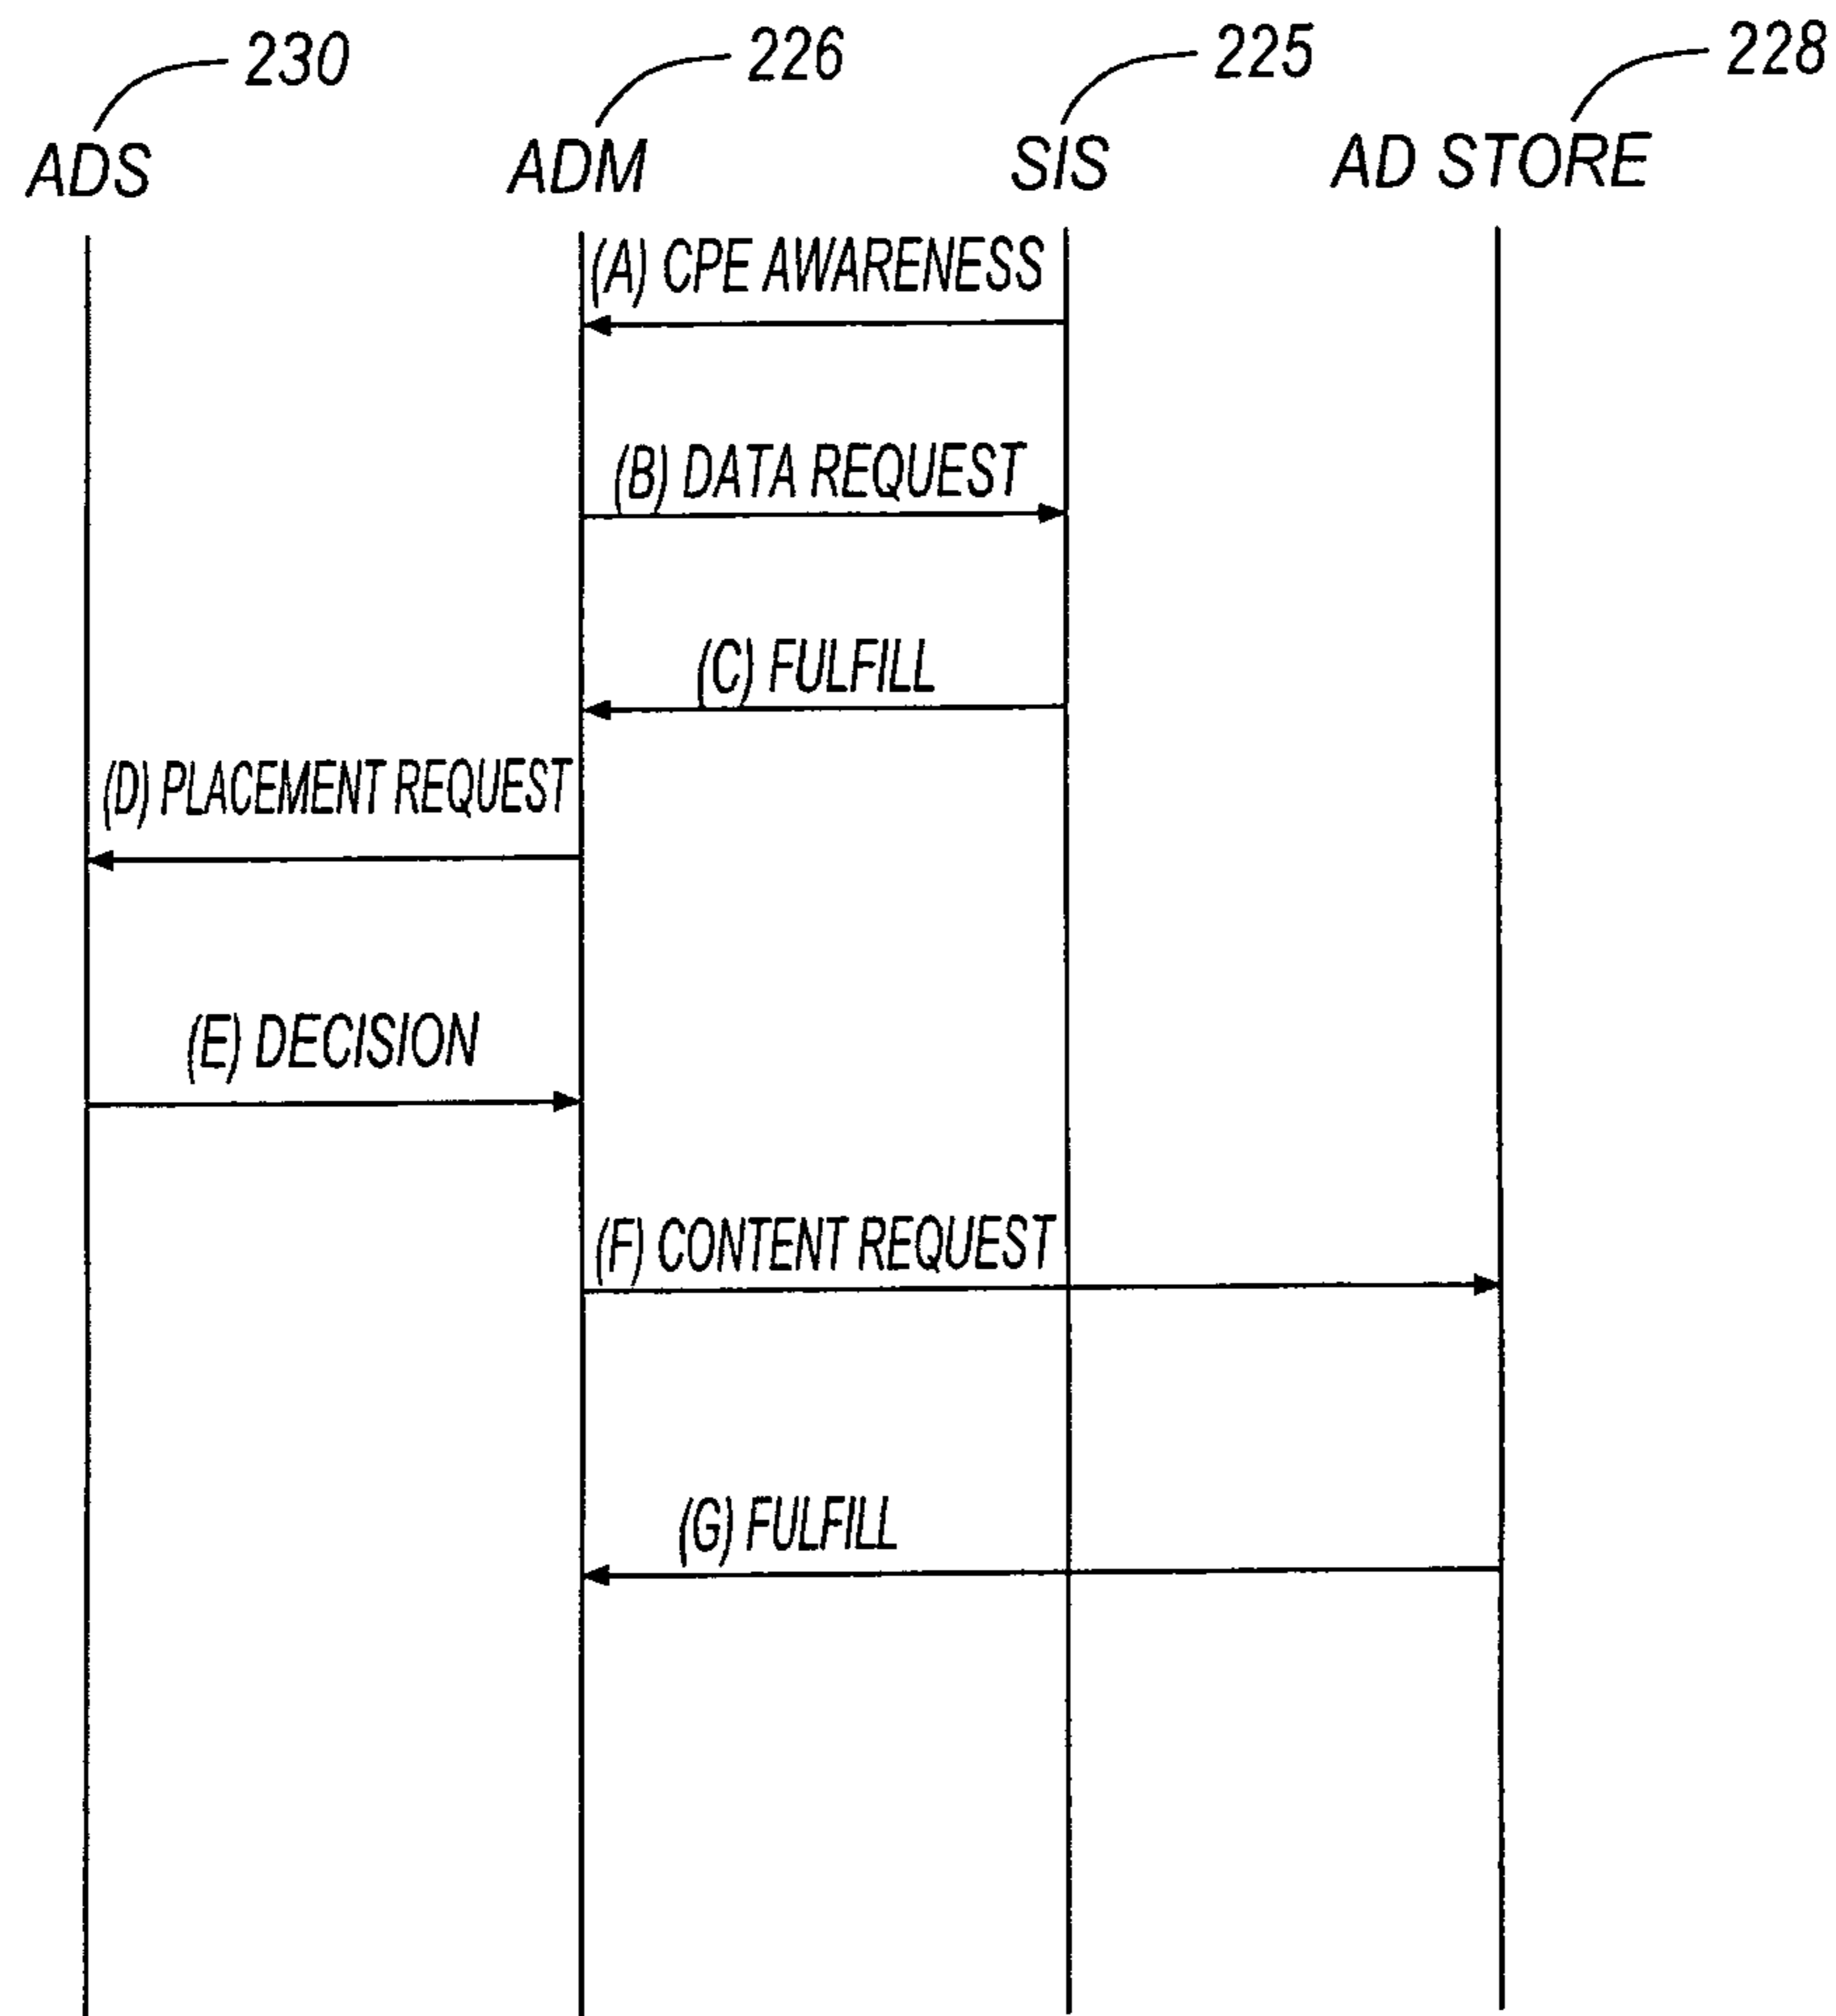 230
226
225
228
ADS
ADM
SIS
AD STORE
(A) CPE AWARENESS
(B) DATA REQUEST
(C) FULFILL
(D) PLACEMENT REQUEST
(E) DECISION
(F) CONTENT REQUEST
(G) FULFILL